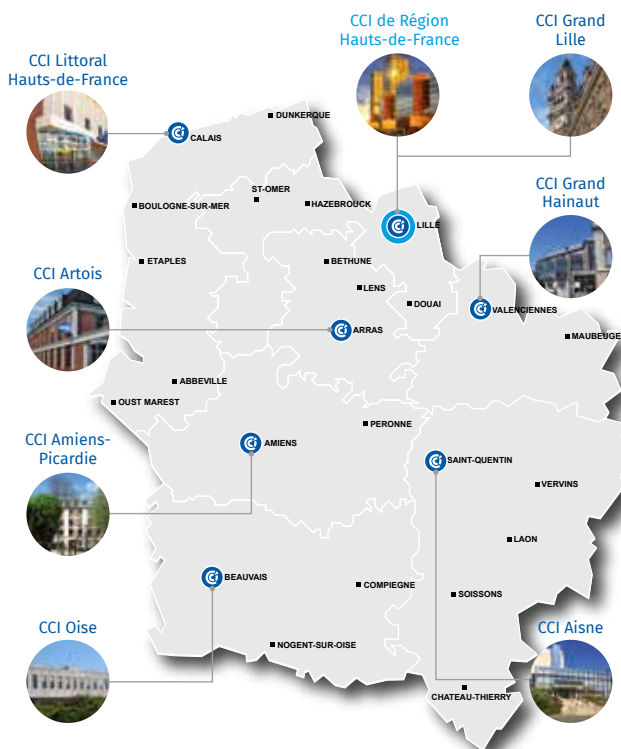 CCI de Région
Hauts-de-France
CCI Grand
Lille
CCI Littoral
Hauts-de-France
DUNKERQUE
CALAIS
CCI Grand
Hainaut
ST-OMER
HAZEBROUCK
BOULOGNE-SUR-MER
LILLE
ETAPLES
BETHUNE
CCI Artois
LENS
DOUAI
VALENCIENNES
ARRAS
MAUBEUGE
ABBEVILLE
OUST MAREST
PERONNE
CCI Amiens-
Picardie
AMIENS
SAINT-QUENTIN
VERVINS
LAON
BEAUVAIS
COMPIEGNE
SOISSONS
CCI Oise
NOGENT-SUR-OISE
CCI Aisne
CHATEAU-THIERRY